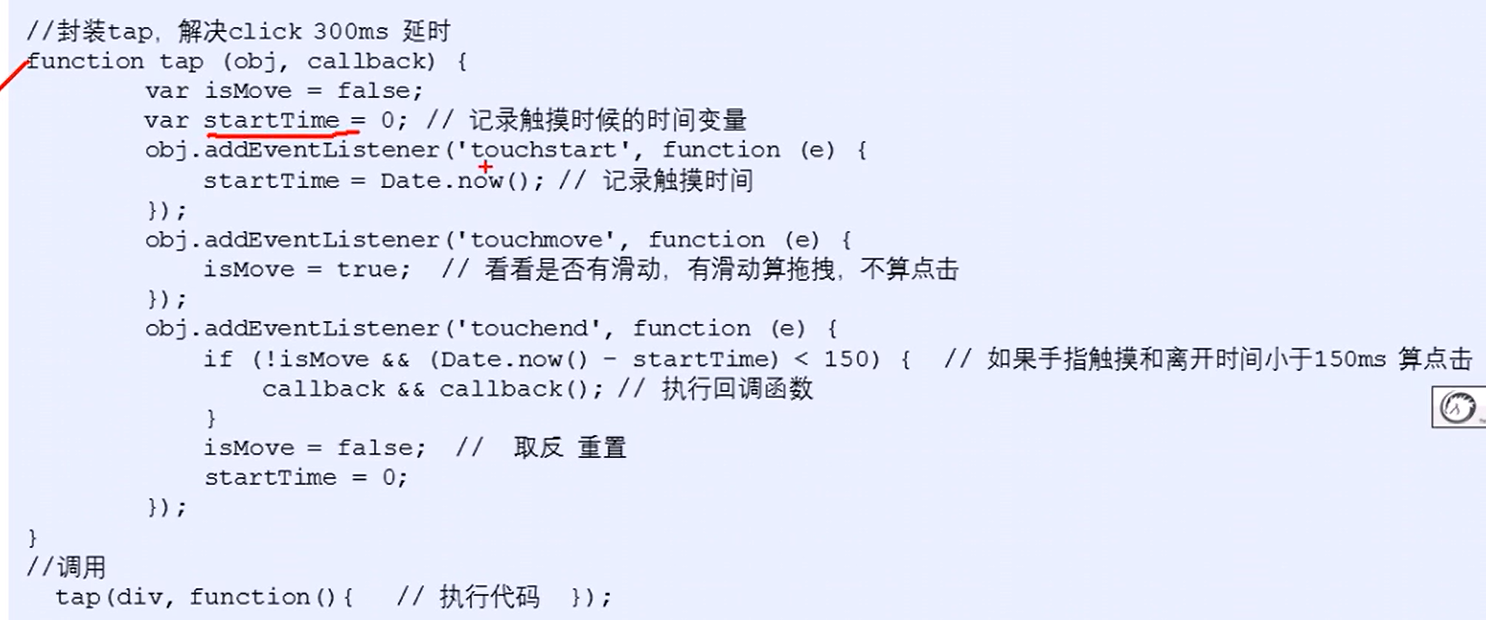 //封装tap，解决click 300ms 延时
function tap (obj, callback) {
        var isMove = false;
        var startTime = 0; // 记录触摸时候的时间变量
        obj.addEventListener('touchstart', function (e) {
            startTime = Date.now(); // 记录触摸时间
        });
        obj.addEventListener('touchmove', function (e) {
            isMove = true;  // 看看是否有滑动，有滑动算拖拽，不算点击
        });
        obj.addEventListener('touchend', function (e) {
            if (!isMove && (Date.now() - startTime) < 150) {  // 如果手指触摸和离开时间小于150ms 算点击
                callback && callback(); // 执行回调函数
            }
            isMove = false;  //  取反 重置
            startTime = 0;
        });
}
//调用
  tap(div, function(){   // 执行代码  });